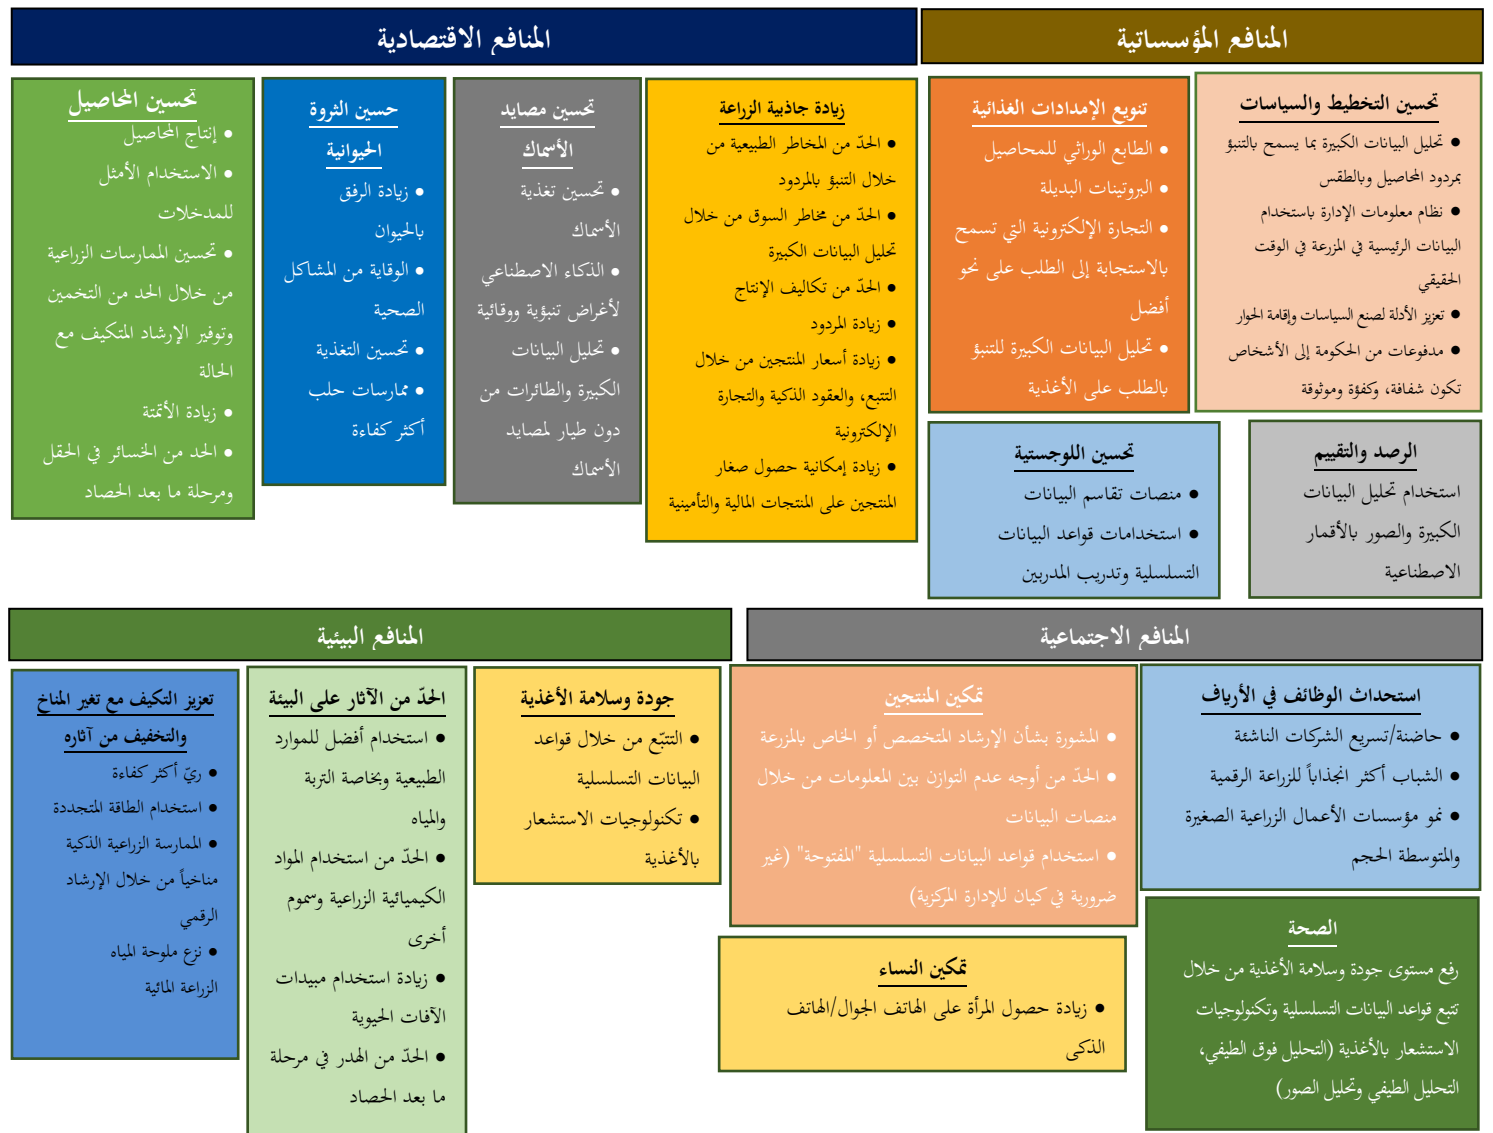 المنافع المؤسساتية
تحسين التخطيط والسياسات
● تحليل البيانات الكبيرة بما يسمح بالتنبؤ
بمردود المحاصيل وبالطقس
● نظام معلومات الإدارة باستخدام
البيانات الرئيسية في المزرعة في الوقت
الحقيقي
● تعزيز الأدلة لصنع السياسات وإقامة الحوار
● مدفوعات من الحكومة إلى الأشخاص
تكون شفافة، وكفؤة وموثوقة
تنويع الإمدادات الغذائية
● الطابع الوراثي للمحاصيل
● البروتينات البديلة
● التجارة الإلكترونية التي تسمح
بالاستجابة إلى الطلب على نحو
أفضل
● تحليل البيانات الكبيرة للتنبؤ
بالطلب على الأغذية
الرصد والتقييم
استخدام تحليل البيانات
الكبيرة والصور بالأقمار
الاصطناعية
تحسين اللوجستية
● منصات تقاسم البيانات
● استخدامات قواعد البيانات
التسلسلية وتدريب المدربين
المنافع الاقتصادية
زيادة جاذبية الزراعة
● الحدّ من المخاطر الطبيعية من
خلال التنبؤ بالمردود
● الحدّ من مخاطر السوق من خلال
تحليل البيانات الكبيرة
● الحدّ من تكاليف الإنتاج
● زيادة المردود
● زيادة أسعار المنتجين من خلال
التتبع، والعقود الذكية والتجارة
الإلكترونية
● زيادة إمكانية حصول صغار
المنتجين على المنتجات المالية والتأمينية
تحسين مصايد
الأسماك
● تحسين تغذية
الأسماك
● الذكاء الاصطناعي
لأغراض تنبؤية ووقائية
● تحليل البيانات
الكبيرة والطائرات من
دون طيار لمصايد
الأسماك
حسين الثروة
الحيوانية
● زيادة الرفق
بالحيوان
● الوقاية من المشاكل
الصحية
● تحسين التغذية
● ممارسات حلب
أكثر كفاءة
تحسين المحاصيل
● إنتاج المحاصيل
● الاستخدام الأمثل
للمدخلات
● تحسين الممارسات الزراعية
من خلال الحد من التخمين
وتوفير الإرشاد المتكيف مع
الحالة
● زيادة الأتمتة
● الحد من الخسائر في الحقل
ومرحلة ما بعد الحصاد
المنافع الاجتماعية
استحداث الوظائف في الأرياف
● حاضنة/تسريع الشركات الناشئة
● الشباب أكثر انجذاباً للزراعة الرقمية
● نمو مؤسسات الأعمال الزراعية الصغيرة
والمتوسطة الحجم
تمكين المنتجين
● المشورة بشأن الإرشاد المتخصص أو الخاص بالمزرعة
● الحدّ من أوجه عدم التوازن بين المعلومات من خلال
منصات البيانات
● استخدام قواعد البيانات التسلسلية "المفتوحة" (غير
ضرورية في كيان للإدارة المركزية)
الصحة
رفع مستوى جودة وسلامة الأغذية من خلال
تتبع قواعد البيانات التسلسلية وتكنولوجيات
الاستشعار بالأغذية (التحليل فوق الطيفي،
التحليل الطيفي وتحليل الصور)
تمكين النساء
● زيادة حصول المرأة على الهاتف الجوال/الهاتف
الذكى
المنافع البيئية
جودة وسلامة الأغذية
● التتبّع من خلال قواعد
البيانات التسلسلية
● تكنولوجيات الاستشعار
بالأغذية
الحدّ من الآثار على البيئة
● استخدام أفضل للموارد
الطبيعية وبخاصة التربة
والمياه
● الحدّ من استخدام المواد
الكيميائية الزراعية وسموم
أخرى
● زيادة استخدام مبيدات
الآفات الحيوية
● الحدّ من الهدر في مرحلة
ما بعد الحصاد
تعزيز التكيف مع تغير المناخ
والتخفيف من آثاره
● ريّ أكثر كفاءة
● استخدام الطاقة المتجددة
● الممارسة الزراعية الذكية
مناخياً من خلال الإرشاد
الرقمي
● نزع ملوحة المياه
الزراعة المائية